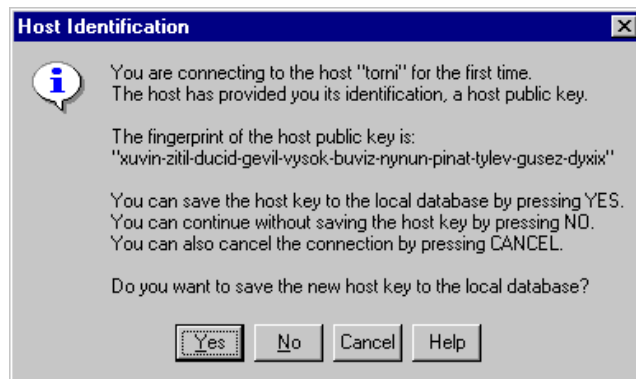 Host Identification
You are connecting to the host "torni" for the first time.
The host has provided you its identification, a host public key.
The fingerprint of the host public key is:
"xuvin-zitil-ducid-gevil-vysok-buviz-nynun-pinat-tylev-gusez-dyxix"
You can save the host key to the local database by pressing YES.
You can continue without saving the host key by pressing NO.
You can also cancel the connection by pressing CANCEL.
Do you want to save the new host key to the local database?
Yes No Cancel Help